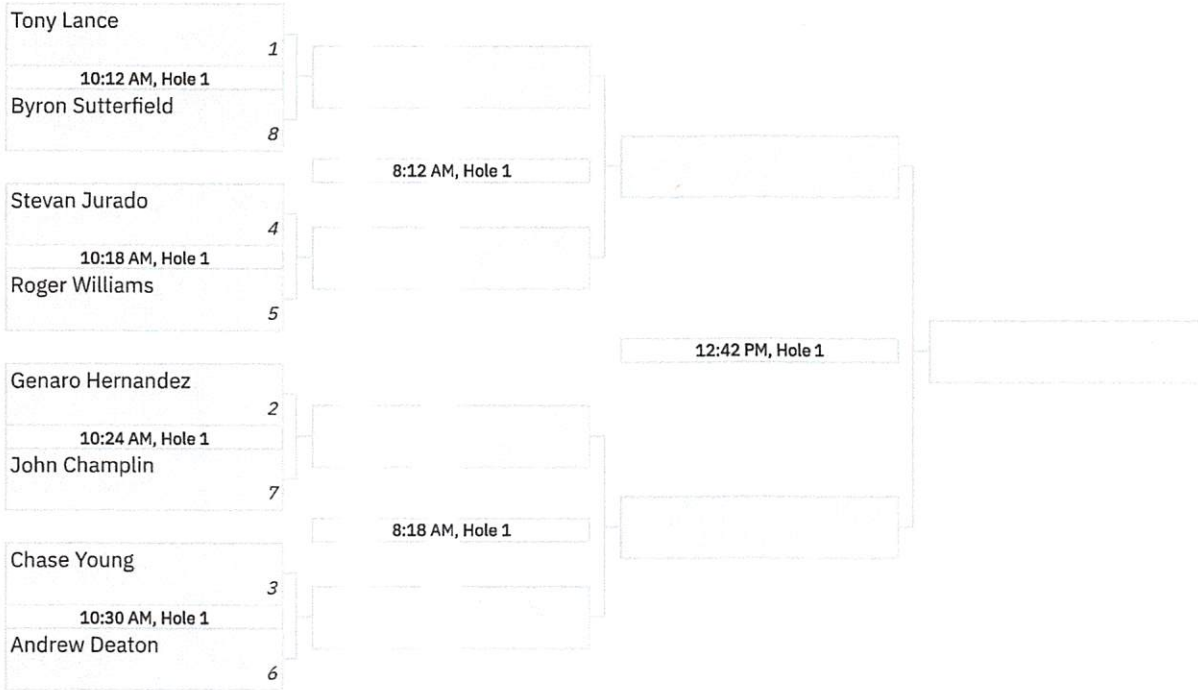 Tony Lance
1
10:12 AM, Hole 1
Byron Sutterfield
8
Stevan Jurado
4
10:18 AM, Hole 1
Roger Williams
5
Genaro Hernandez
2
10:24 AM, Hole 1
John Champlin
7
Chase Young
3
10:30 AM, Hole 1
Andrew Deaton
6
8:12 AM, Hole 1
8:18 AM, Hole 1
12:42 PM, Hole 1